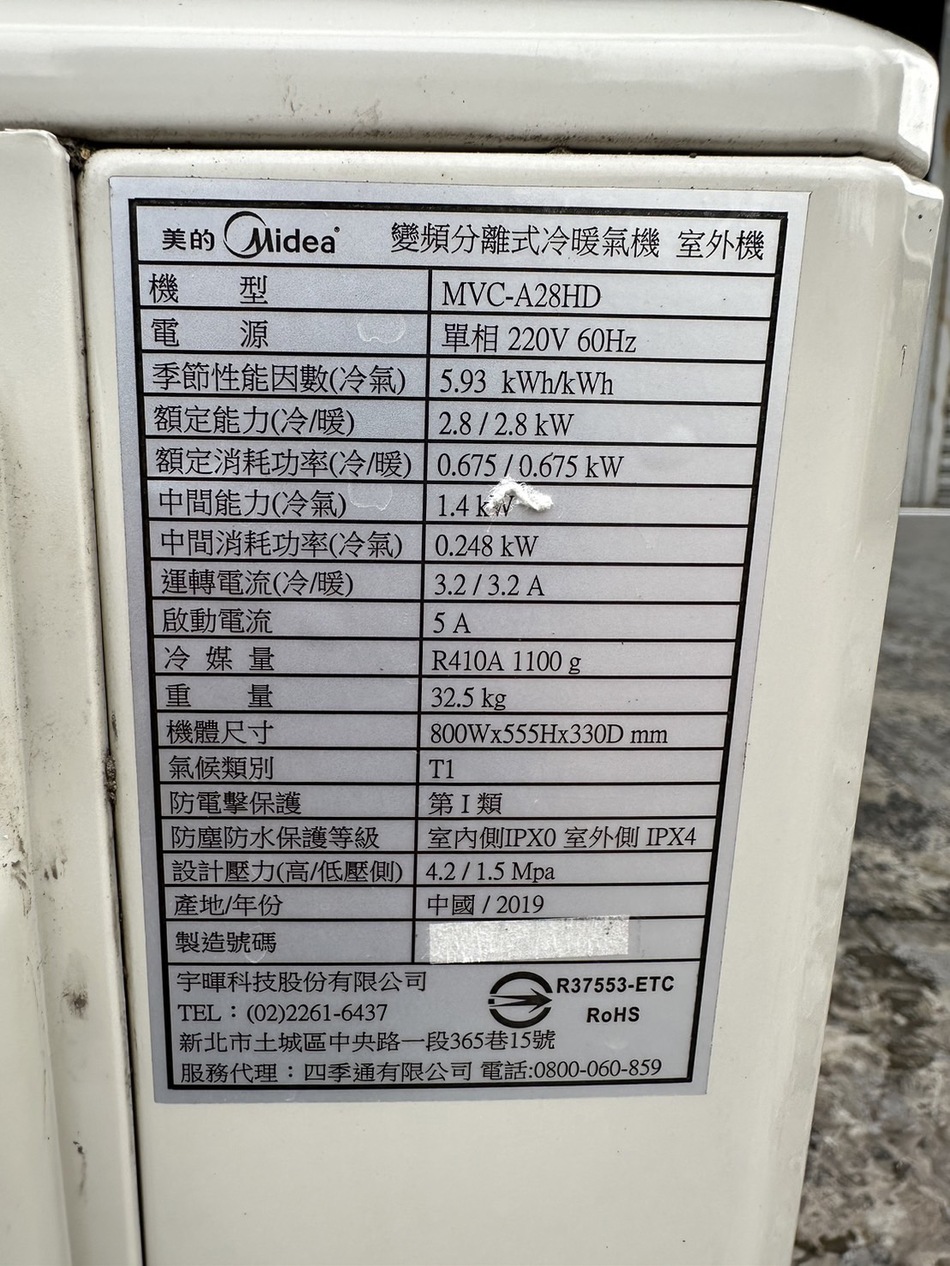 美的 Midea 變頻分離式冷暖氣機 室外機
機 型 MVC-A28HD
電 源 單相 220V 60Hz
季節性能因數(冷氣) 5.93 kWh/kWh
額定能力(冷/暖) 2.8 / 2.8 kW
額定消耗功率(冷/暖) 0.675 / 0.675 kW
中間能力(冷氣) 1.4 kW
中間消耗功率(冷氣) 0.248 kW
運轉電流(冷/暖) 3.2 / 3.2 A
啟動電流 5 A
冷 媒 量 R410A 1100 g
重 量 32.5 kg
機體尺寸 800Wx555Hx330D mm
氣候類別 T1
防電擊保護 第 I 類
防塵防水保護等級 室內側IPX0 室外側 IPX4
設計壓力(高/低壓側) 4.2 / 1.5 Mpa
產地/年份 中國 / 2019
製造號碼
宇暉科技股份有限公司
TEL：(02)2261-6437
R37553-ETC
RoHS
新北市土城區中央路一段365巷15號
服務代理：四季通有限公司 電話:0800-060-859